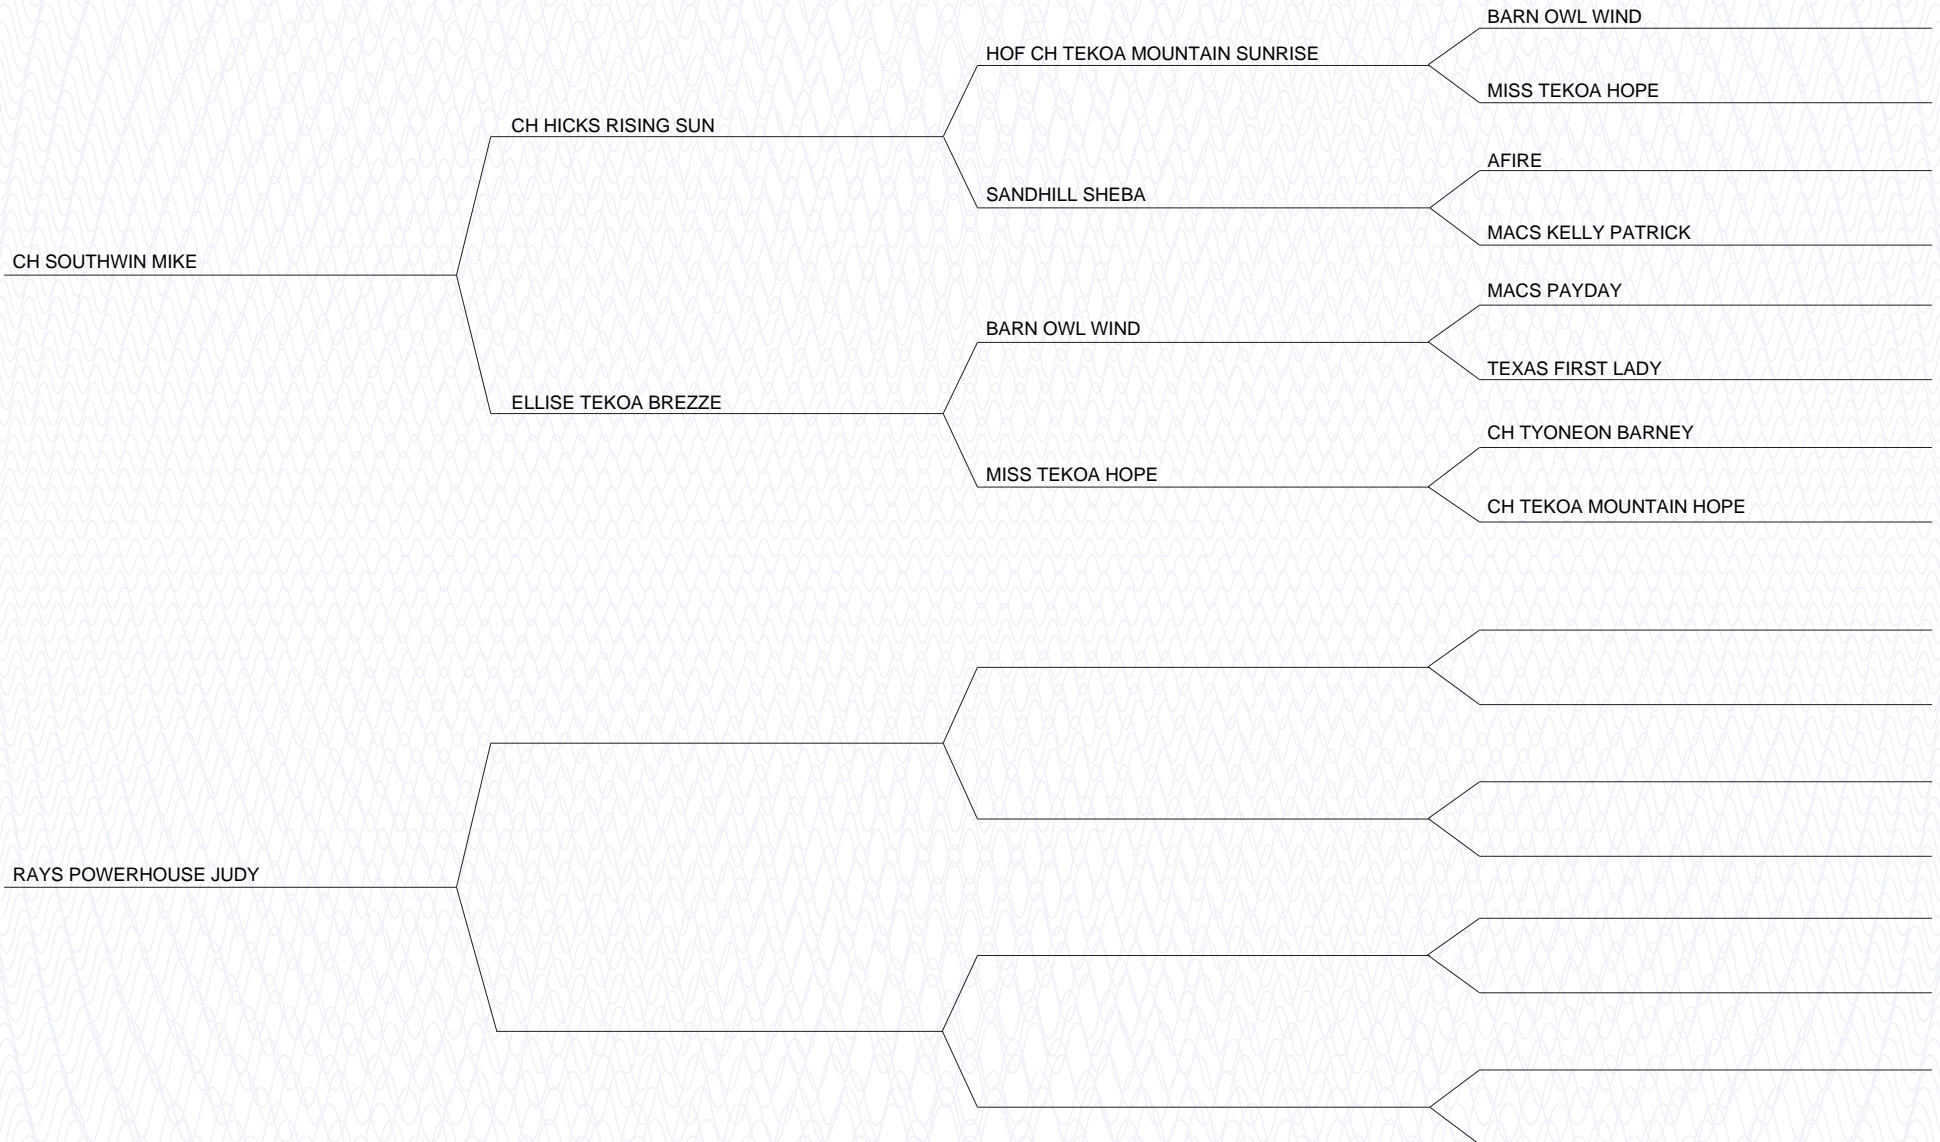 BARN OWL WIND
HOF CH TEKOA MOUNTAIN SUNRISE
MISS TEKOA HOPE
CH HICKS RISING SUN
AFIRE
SANDHILL SHEBA
MACS KELLY PATRICK
CH SOUTHWIN MIKE
MACS PAYDAY
BARN OWL WIND
TEXAS FIRST LADY
ELLISE TEKOA BREZZE
CH TYONEON BARNEY
MISS TEKOA HOPE
CH TEKOA MOUNTAIN HOPE
RAYS POWERHOUSE JUDY